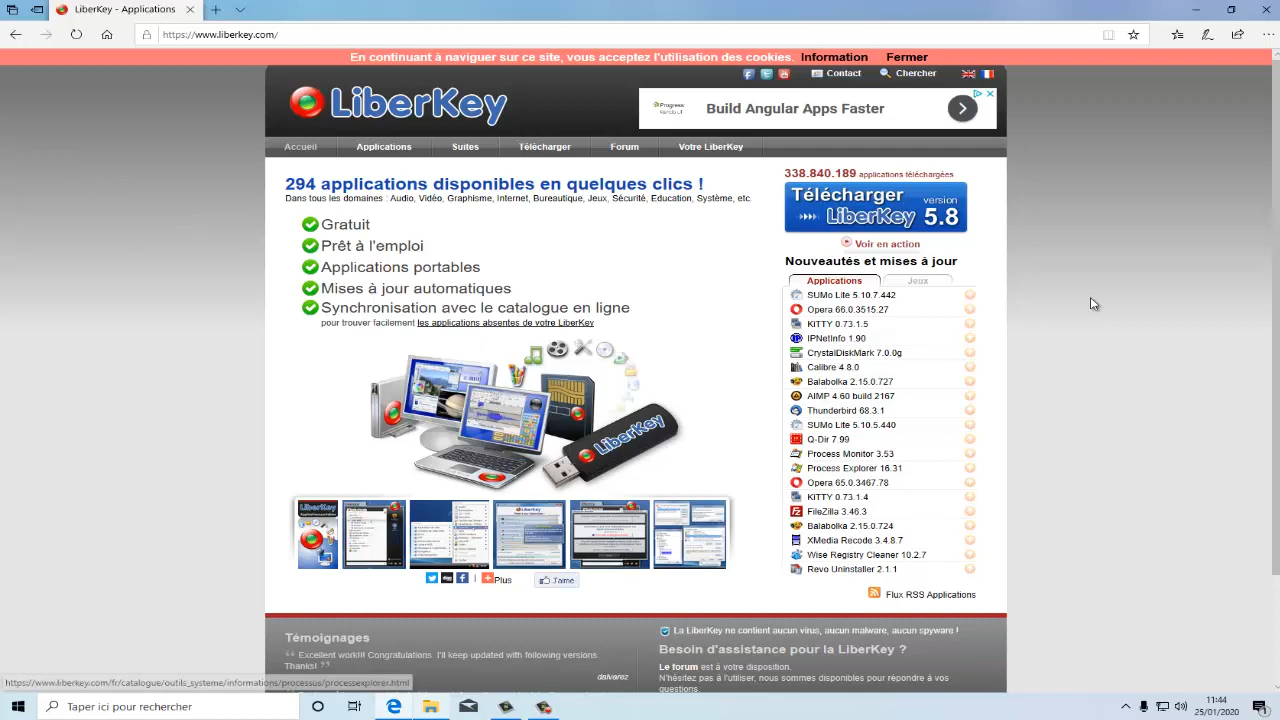 LiberKey - Applications
https://www.liberkey.com/
En continuant à naviguer sur ce site, vous acceptez l'utilisation des cookies. Information Fermer
Contact
Chercher
LiberKey
Progress
Kendo UI
Build Angular Apps Faster
Accueil
Applications
Suites
Télécharger
Forum
Votre LiberKey
294 applications disponibles en quelques clics !
Dans tous les domaines : Audio, Vidéo, Graphisme, Internet, Bureautique, Jeux, Sécurité, Education, Système, etc.
Gratuit
Prêt à l'emploi
Applications portables
Mises à jour automatiques
Synchronisation avec le catalogue en ligne
pour trouver facilement les applications absentes de votre LiberKey
LiberKey
Plus
J'aime
338.840.189 applications téléchargées
Télécharger
LiberKey
version
5.8
Voir en action
Nouveautés et mises à jour
Applications
Jeux
SUMo Lite 5.10.7.442
Opera 66.0.3515.27
KiTTY 0.73.1.5
IPNetInfo 1.90
CrystalDiskMark 7.0.0g
Calibre 4.8.0
Balabolka 2.15.0.727
AIMP 4.60 build 2167
Thunderbird 68.3.1
SUMo Lite 5.10.5.440
Q-Dir 7.99
Process Monitor 3.53
Process Explorer 16.31
Opera 65.0.3467.78
KiTTY 0.73.1.4
FileZilla 3.46.3
Balabolka 2.15.0.724
XMedia Recode 3.4.8.7
Wise Registry Cleaner 10.2.7
Revo Uninstaller 2.1.1
Flux RSS Applications
Témoignages
Excellent work!!! Congratulations. I'll keep updated with following versions.
Thanks!
dalvarez
La LiberKey ne contient aucun virus, aucun malware, aucun spyware !
Besoin d'assistance pour la LiberKey ?
Le forum est à votre disposition.
N'hésitez pas à l'utiliser, nous sommes disponibles pour répondre à vos
questions.
https://www.liberkey.com/fr/catalogue/outils_systeme/informations/processus/processexplorer.html
Taper ici pour rechercher
11:44
25/01/2020